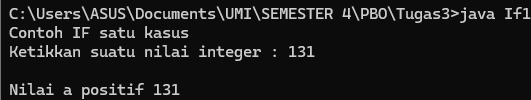 C:\Users\ASUS\Documents\UMI\SEMESTER 4\PBO\Tugas3>java If1
Contoh IF satu kasus
Ketikkan suatu nilai integer : 131
Nilai a positif 131